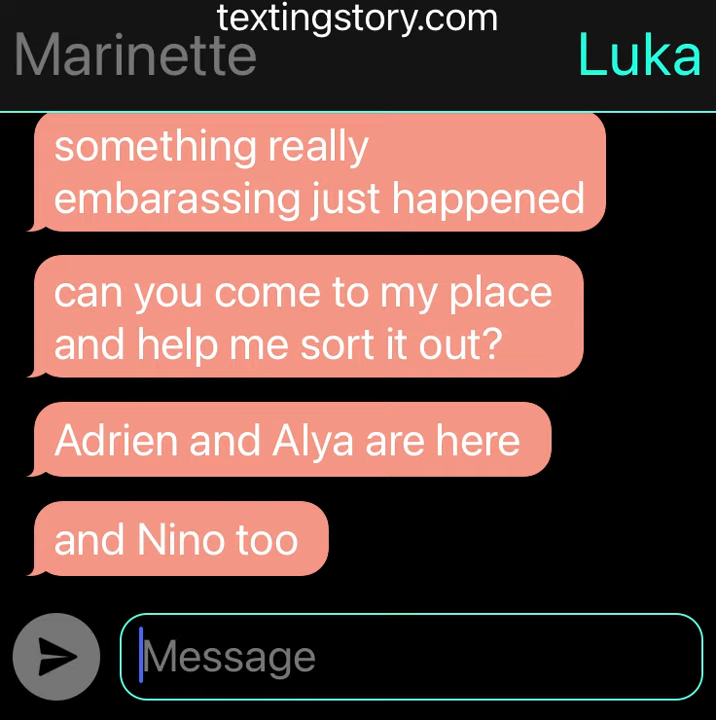 textingstory.com
Marinette
Luka
something really
embarassing just happened
can you come to my place
and help me sort it out?
Adrien and Alya are here
and Nino too
Message